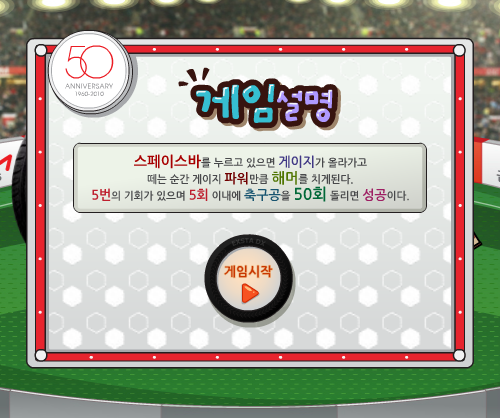 50
ANNIVERSARY
1960-2010
게임설명
스페이스바를 누르고 있으면 게이지가 올라가고
떼는 순간 게이지 파워만큼 해머를 치게된다.
5번의 기회가 있으며 5회 이내에 축구공을 50회 돌리면 성공이다.
게임시작